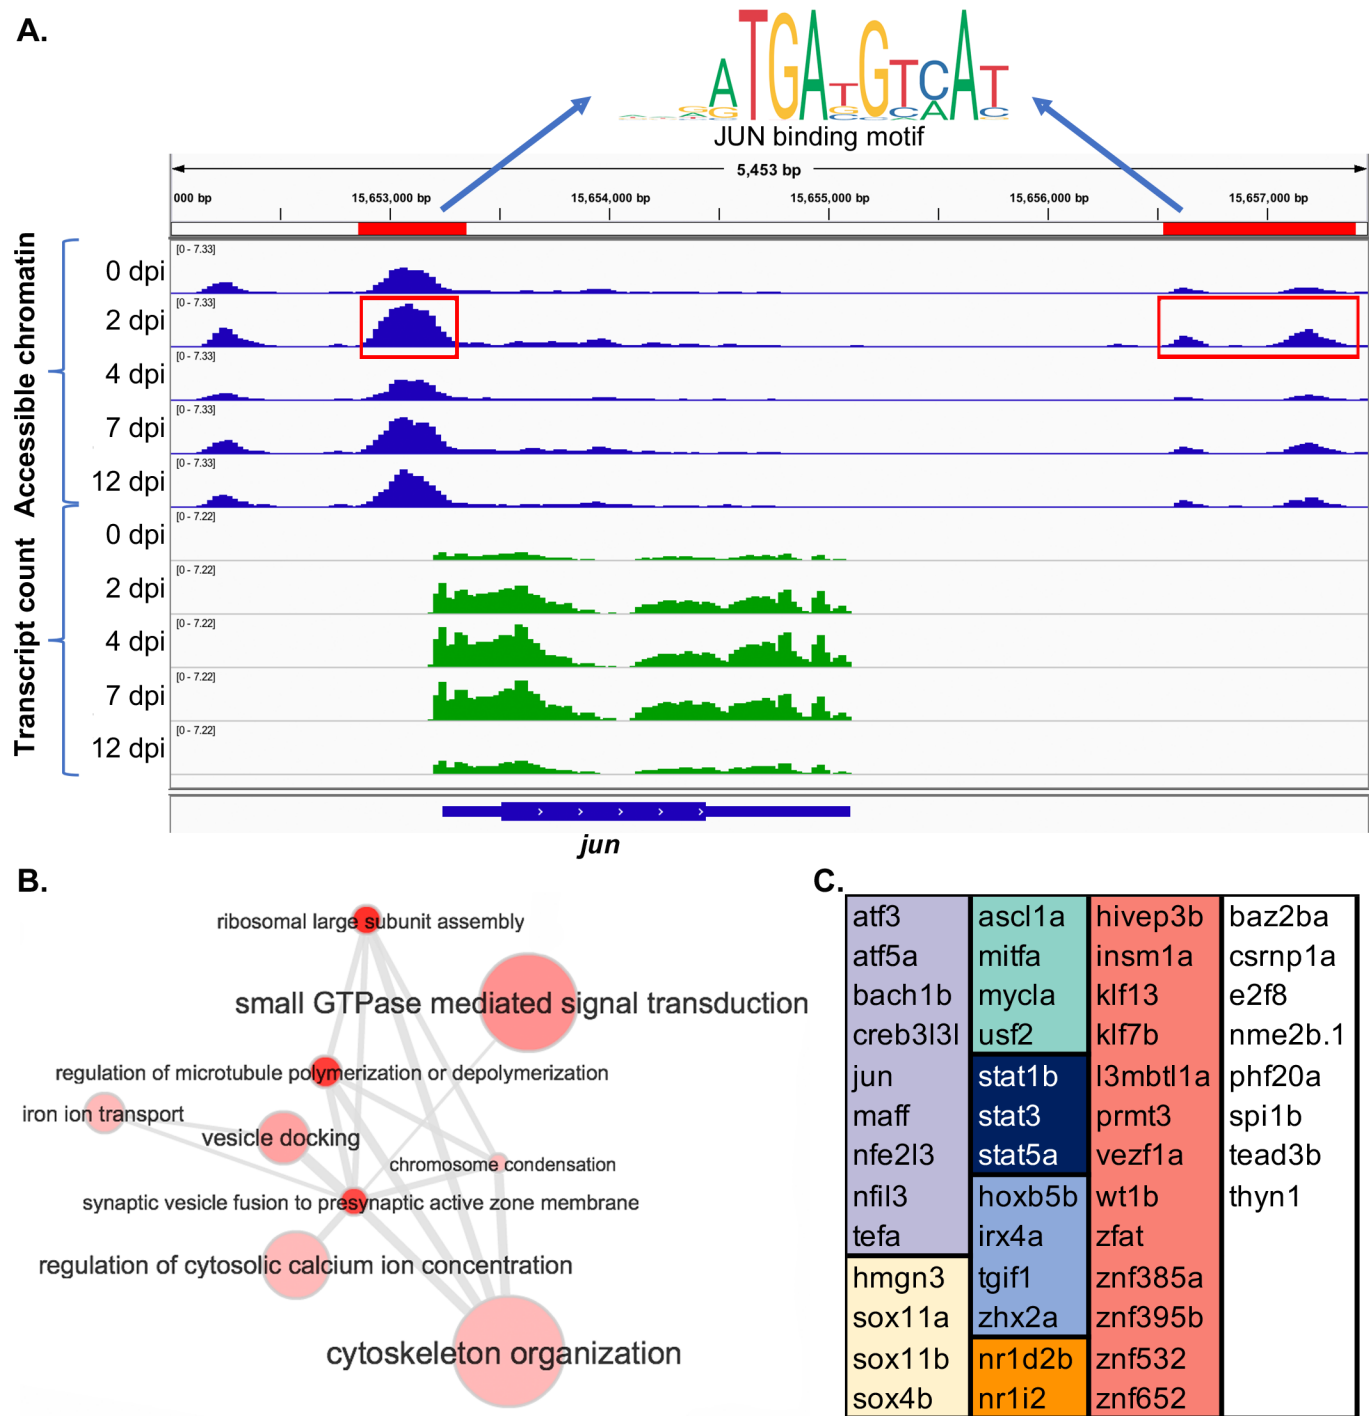 A.
ATGATGTCAT
JUN binding motif
5,453 bp
000 bp 15,653,000 bp 15,654,000 bp 15,655,000 bp 15,656,000 bp 15,657,000 bp
Accessible chromatin
0 dpi [0 - 7.33]
2 dpi [0 - 7.33]
4 dpi [0 - 7.33]
7 dpi [0 - 7.33]
12 dpi [0 - 7.33]
Transcript count
0 dpi [0 - 7.22]
2 dpi [0 - 7.22]
4 dpi [0 - 7.22]
7 dpi [0 - 7.22]
12 dpi [0 - 7.22]
jun
B.
ribosomal large subunit assembly
small GTPase mediated signal transduction
regulation of microtubule polymerization or depolymerization
iron ion transport
vesicle docking
chromosome condensation
synaptic vesicle fusion to presynaptic active zone membrane
regulation of cytosolic calcium ion concentration
cytoskeleton organization
C.
atf3 ascl1a hivep3b baz2ba
atf5a mitfa insm1a csrnp1a
bach1b mycla klf13 e2f8
creb3l3l usf2 klf7b nme2b.1
jun stat1b l3mbtl1a phf20a
maff stat3 prmt3 spi1b
nfe2l3 stat5a vezf1a tead3b
nfil3 hoxb5b wt1b thyn1
tefa irx4a zfat
hmgn3 tgif1 znf385a
sox11a zhx2a znf395b
sox11b nr1d2b znf532
sox4b nr1i2 znf652